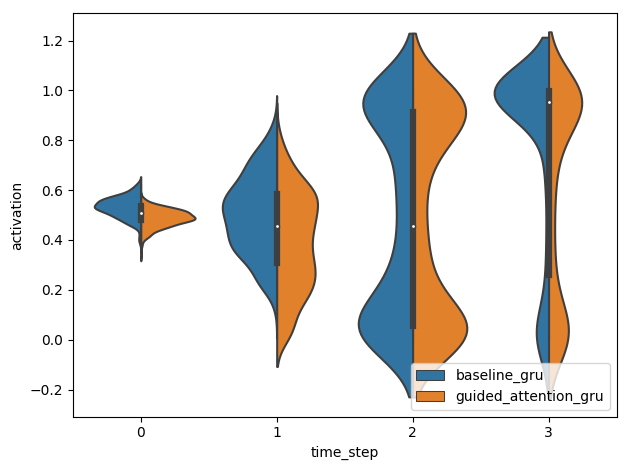 activation
1.2
1.0
0.8
0.6
0.4
0.2
0.0
−0.2
baseline_gru
guided_attention_gru
0 1 2 3
time_step